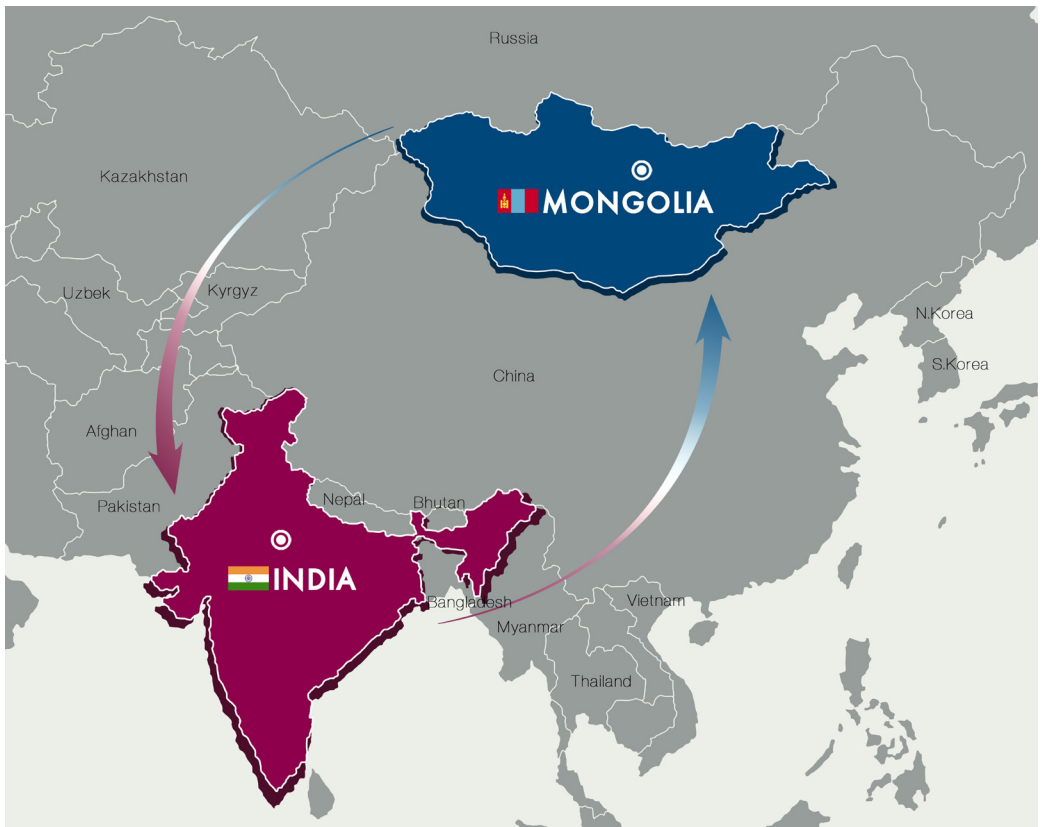 Russia
Kazakhstan
MONGOLIA
Uzbek
Kyrgyz
N.Korea
S.Korea
China
Afghan
Pakistan
Nepal
Bhutan
INDIA
Bangladesh
Vietnam
Myanmar
Thailand